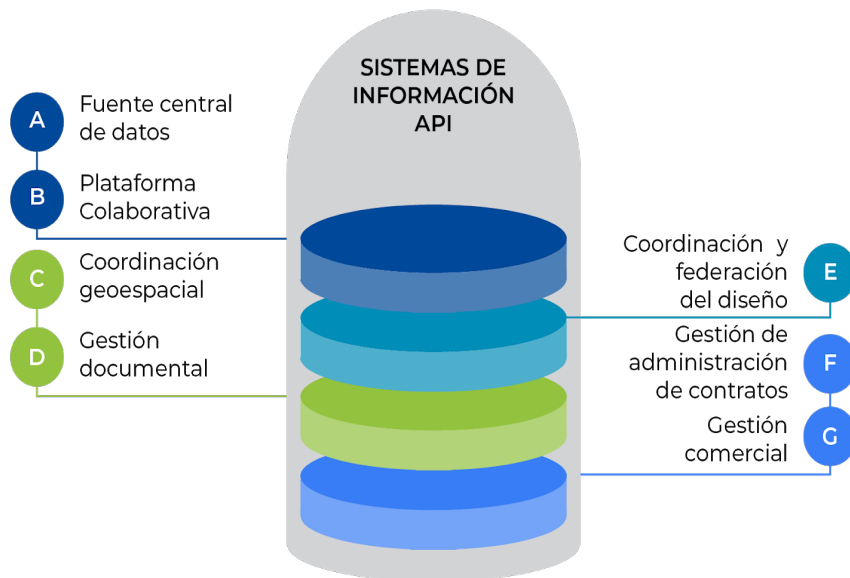 SISTEMAS DE
INFORMACIÓN
API
A
Fuente central
de datos
B
Plataforma
Colaborativa
C
Coordinación
geoespacial
D
Gestión
documental
Coordinación y
federación
del diseño
E
Gestión de
administración
de contratos
F
Gestión
comercial
G